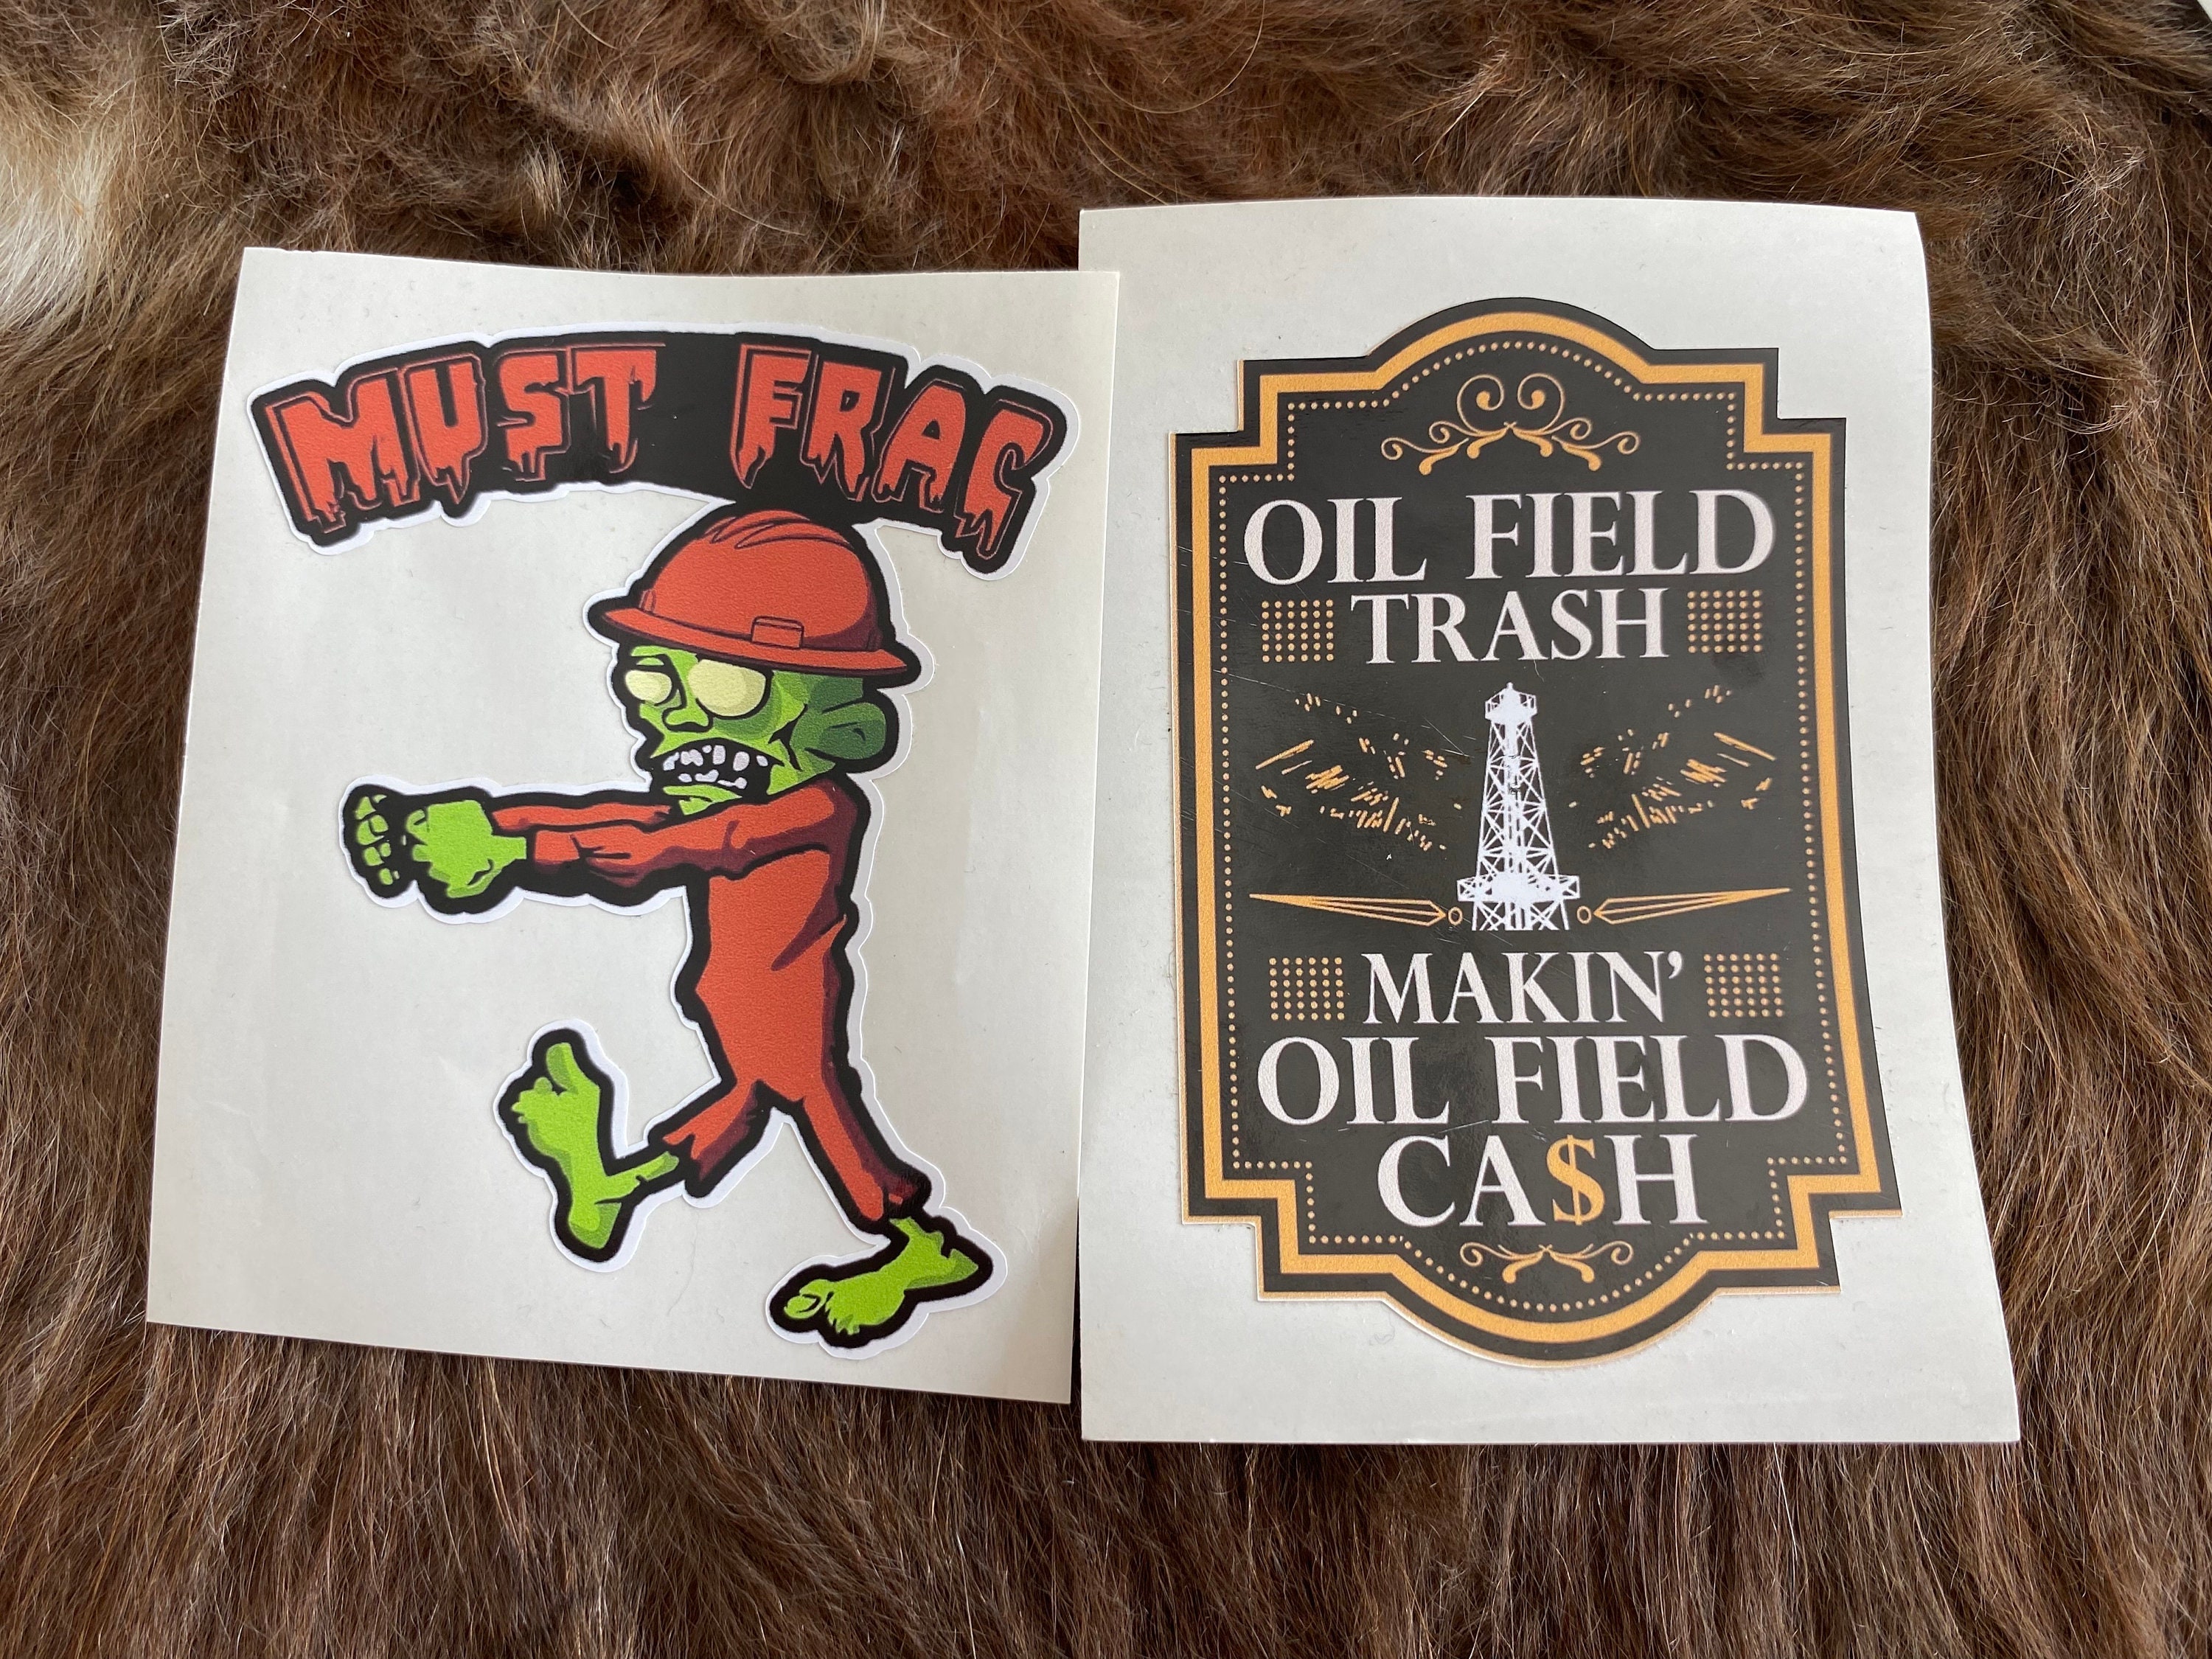 MUST FRAC
OIL FIELD
TRASH
MAKIN'
OIL FIELD
CA$H